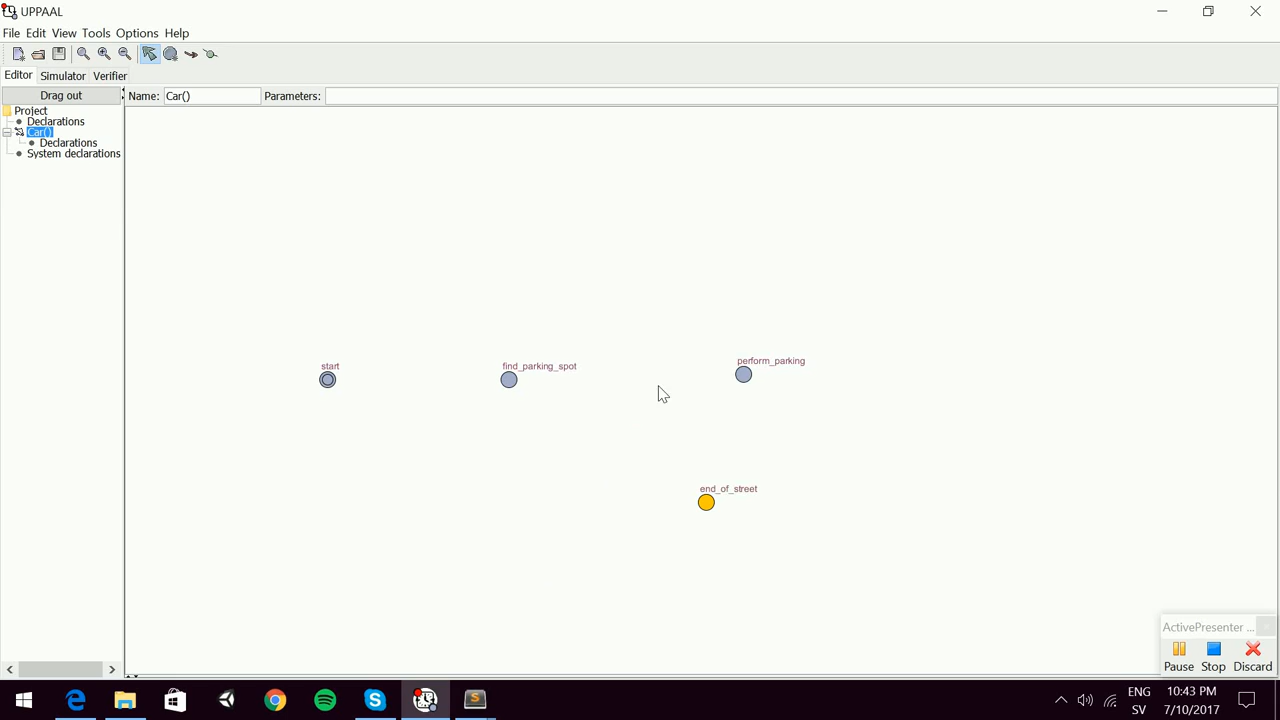 UPPAAL
File Edit View Tools Options Help
Editor Simulator Verifier
Drag out
Name: Car() Parameters:
Project
Declarations
Car()
Declarations
System declarations
start
find_parking_spot
perform_parking
end_of_street
ActivePresenter ...
Pause Stop Discard
ENG
SV
10:43 PM
7/10/2017